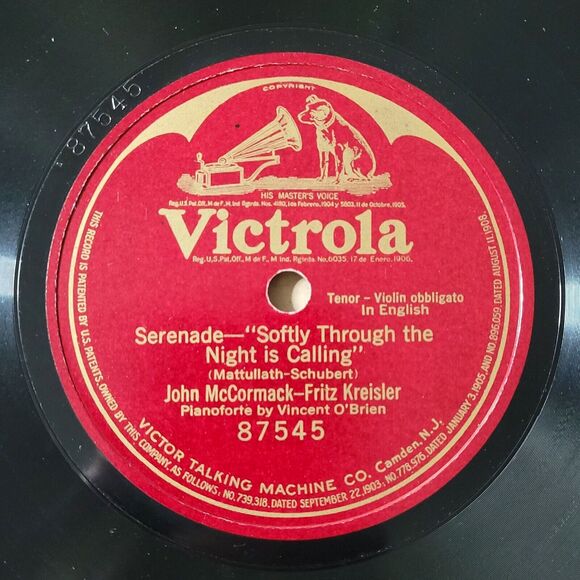 87545
COPYRIGHT
HIS MASTER'S VOICE
Reg.U.S.Pat.Off., M.de F., M.Ind Rgtrda. Nos. 4192, 1de Febrero, 1904 y 5803, 11 de Octubre, 1905.
Victrola
Reg. U.S. Pat. Off., M de F., M Ind. Rgtrda. No. 6035, 17 de Enero, 1906.
Tenor – Violin obbligato
In English
Serenade—"Softly Through the
Night is Calling"
(Mattullath-Schubert)
John McCormack—Fritz Kreisler
Pianoforte by Vincent O'Brien
87545
VICTOR TALKING MACHINE CO. Camden, N.J.
THIS RECORD IS PATENTED BY U.S. PATENTS, OWNED BY THIS COMPANY, AS FOLLOWS: NO. 739,318, DATED SEPTEMBER 22, 1903; NO. 778,976, DATED JANUARY 3, 1905, AND NO. 896,059, DATED AUGUST 11, 1908.